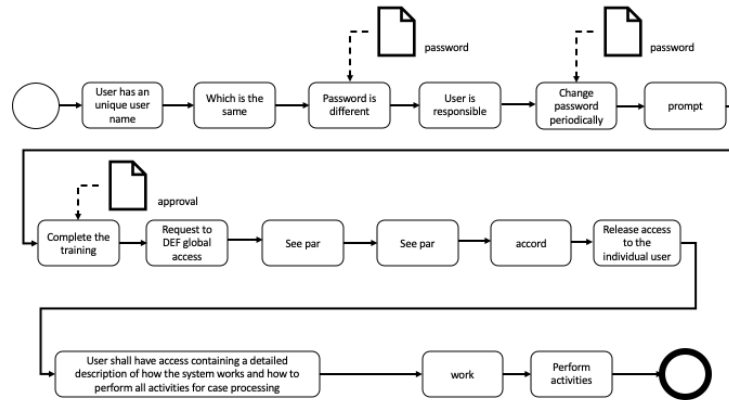 password
password
User has an
unique user
name
Which is the
same
Password is
different
User is
responsible
Change
password
periodically
prompt
approval
Complete the
training
Request to
DEF global
access
See par
See par
accord
Release access
to the
individual user
User shall have access containing a detailed
description of how the system works and how to
perform all activities for case processing
work
Perform
activities